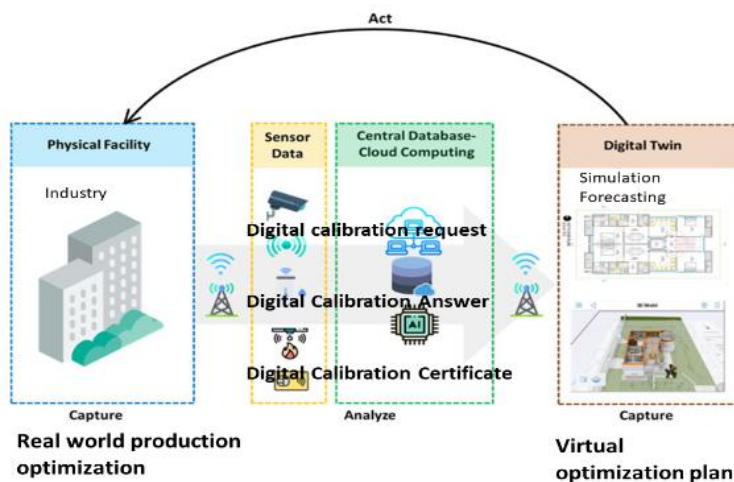 Act
Physical Facility
Sensor
Data
Central Database-
Cloud Computing
Digital Twin
Industry
Simulation
Forecasting
Digital calibration request
Digital Calibration Answer
AI
Digital Calibration Certificate
Capture
Analyze
Capture
Real world production
optimization
Virtual
optimization plan